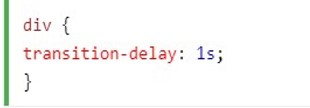 div {
transition-delay: 1s;
}